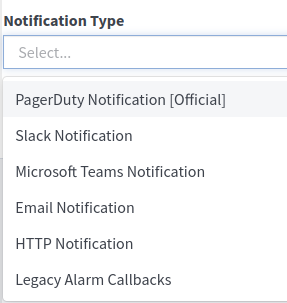 Notification Type
Select...
PagerDuty Notification [Official]
Slack Notification
Microsoft Teams Notification
Email Notification
HTTP Notification
Legacy Alarm Callbacks